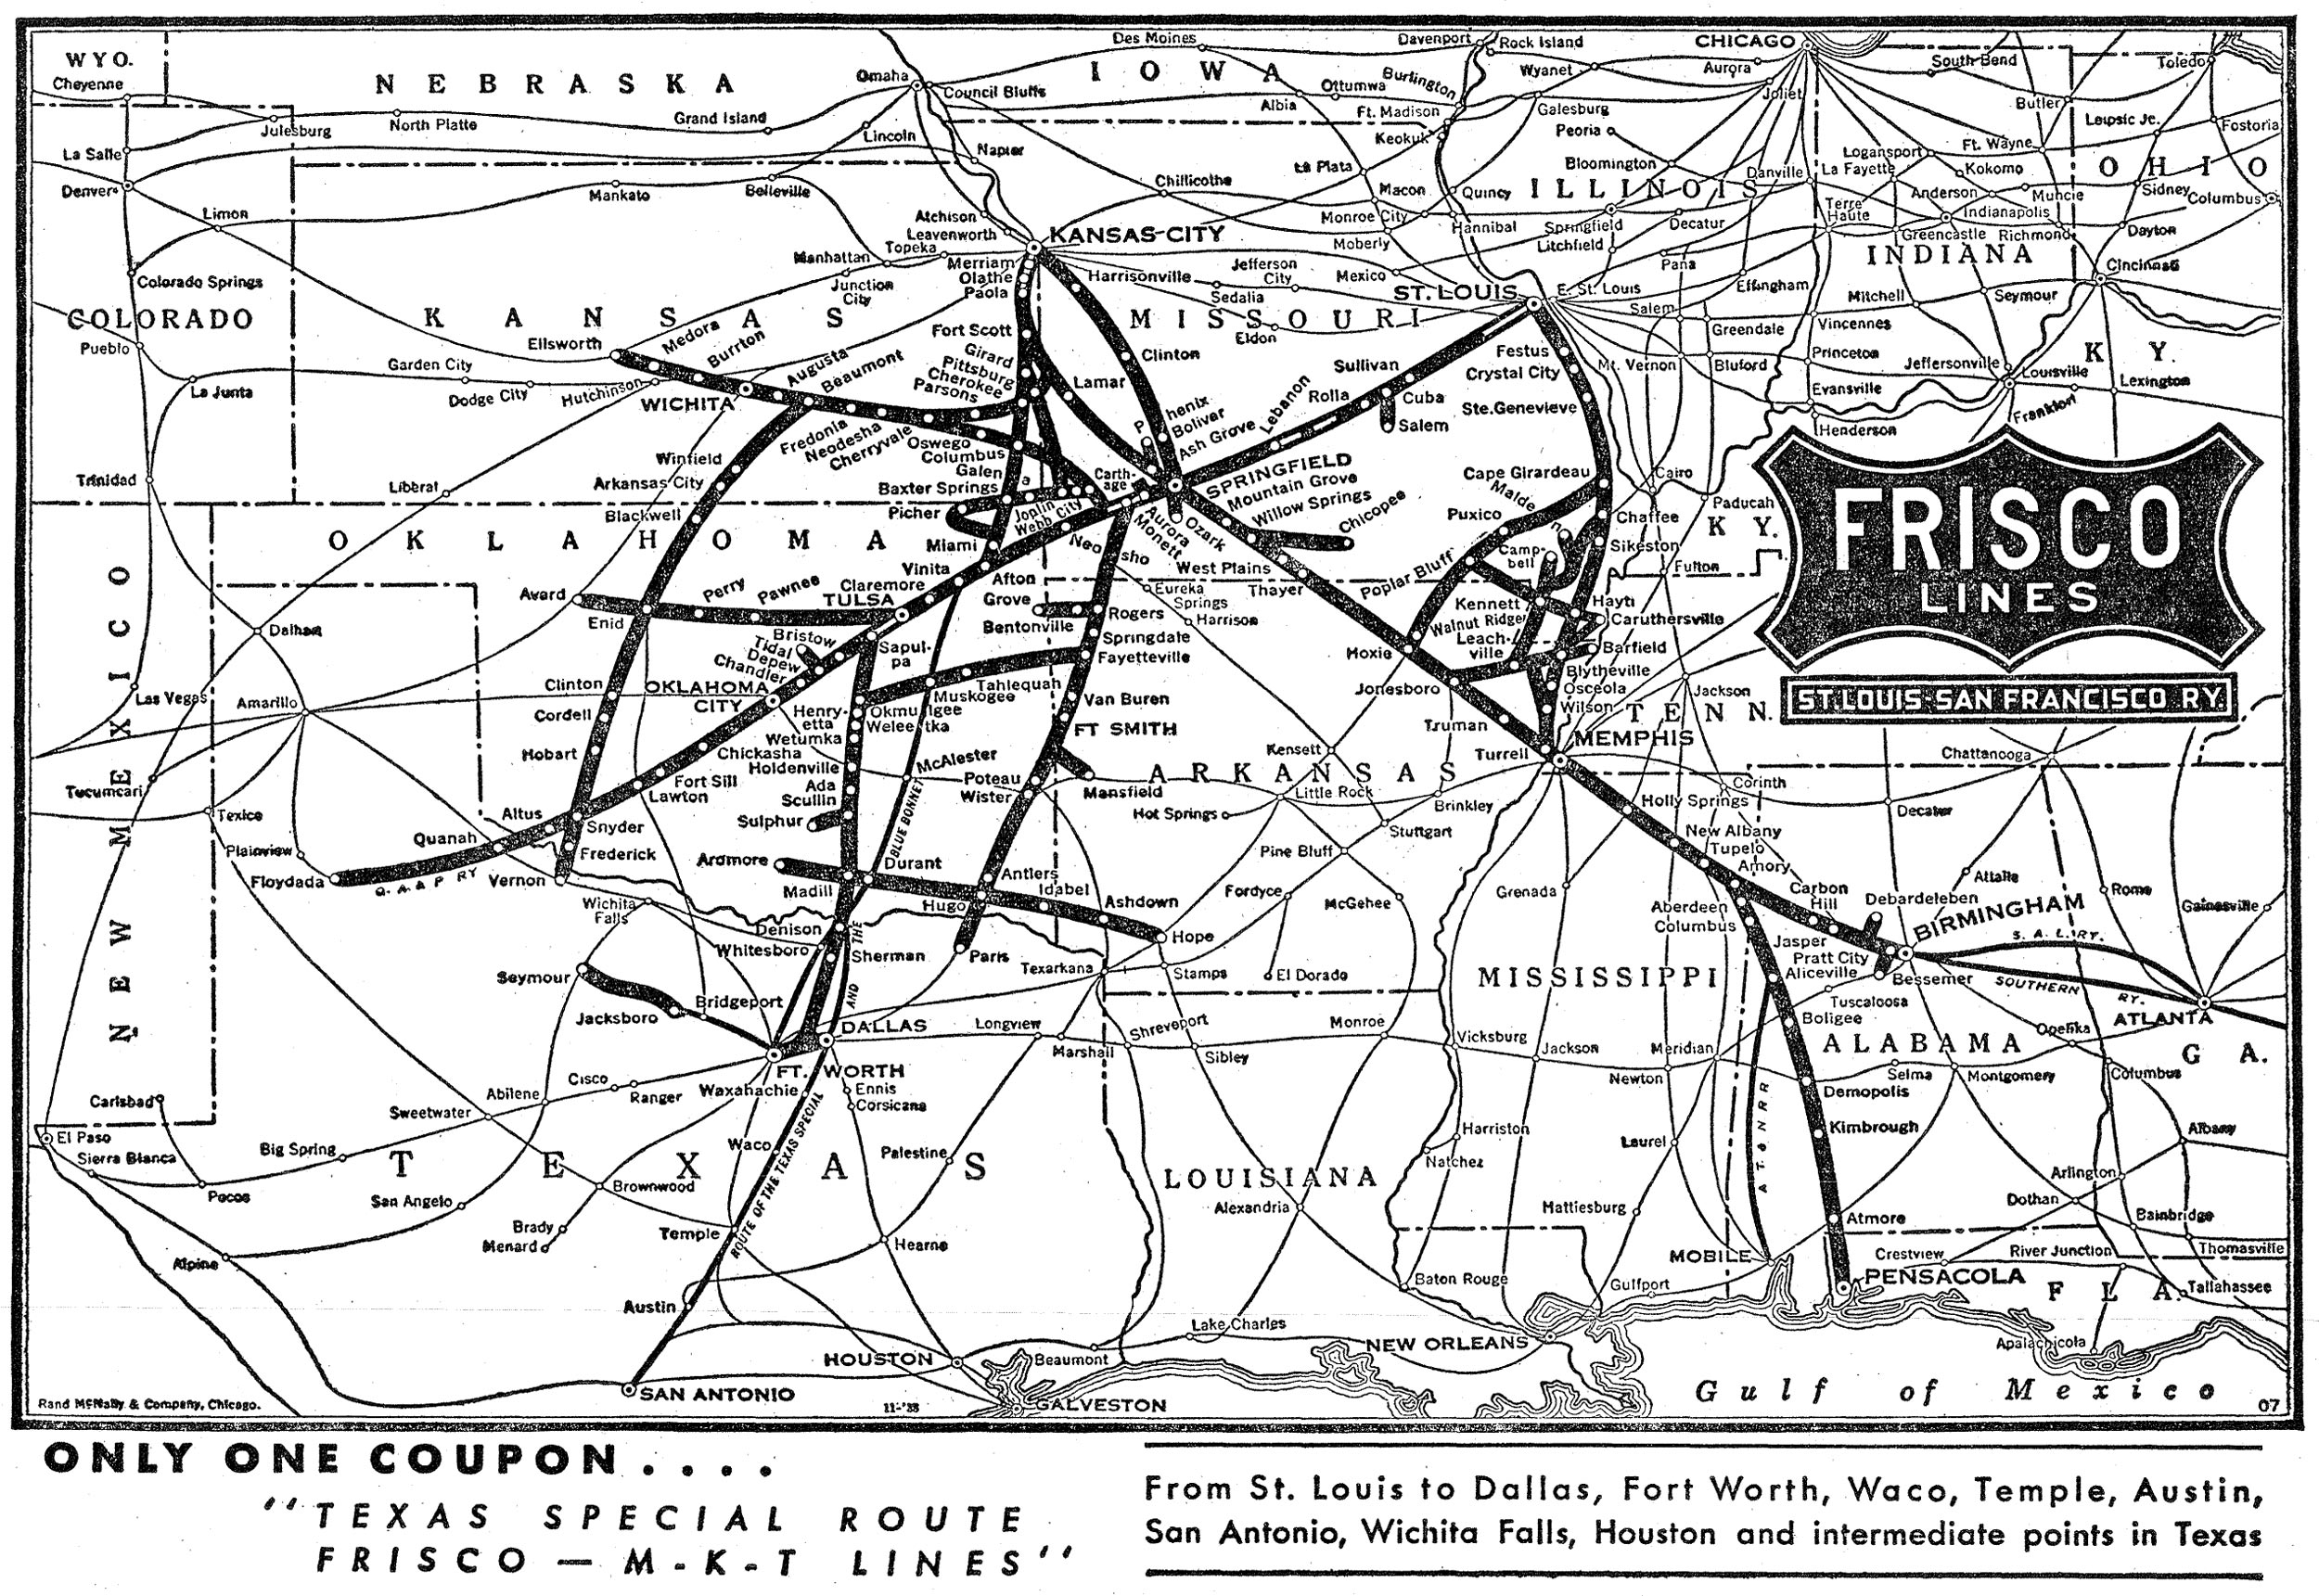 WYO.
Cheyenne
NEBRASKA
Omaha
Council Bluffs
Des Moines
IOWA
Davenport
Rock Island
CHICAGO
South Bend
Toledo
Julesburg
North Platte
Grand Island
Lincoln
Albia
Ottumwa
Burlington
Ft. Madison
Keokuk
Wyanet
Aurora
Joliet
Galesburg
Peoria
Butler
Leipsic Jc.
Fostoria
La Salle
Denver
Napier
La Plata
Bloomington
ILLINOIS
Danville
Logansport
La Fayette
Ft. Wayne
Kokomo
OHIO
Limon
Mankato
Belleville
Chillicothe
Macon
Quincy
Anderson
Muncie
Sidney
Columbus
Atchison
Leavenworth
Topeka
KANSAS CITY
Monroe City
Hannibal
Moberly
Springfield
Litchfield
Decatur
Terre Haute
Indianapolis
Greencastle
Richmond
Dayton
INDIANA
Colorado Springs
Manhattan
Junction City
Merriam
Olathe
Paola
Harrisonville
Jefferson City
Sedalia
Mexico
ST. LOUIS
E. St. Louis
Pana
Effingham
Mitchell
Seymour
Cincinnati
COLORADO
Pueblo
KANSAS
Ellsworth
Medora
Burrton
Augusta
Beaumont
Fort Scott
Girard
Pittsburg
Cherokee
Parsons
MISSOURI
Eldon
Clinton
Lamar
Sullivan
Festus
Crystal City
Ste. Genevieve
Salem
Greendale
Vincennes
Mt. Vernon
Bluford
Princeton
Evansville
Henderson
Jeffersonville
Louisville
Frankfort
Lexington
KY.
La Junta
Garden City
Dodge City
Hutchinson
WICHITA
Fredonia
Neodesha
Cherryvale
Oswego
Columbus
Galena
Baxter Springs
Picher
Miami
Phenix
Bolivar
Ash Grove
Lebanon
Rolla
Cuba
Salem
Trinidad
Liberal
Winfield
Arkansas City
Blackwell
Carthage
Joplin
Webb City
Neosho
Aurora
Monett
Ozark
SPRINGFIELD
Mountain Grove
Willow Springs
Chicopee
West Plains
Thayer
Cape Girardeau
Malden
Puxico
Campbell
Poplar Bluff
Chaffee
Sikeston
Cairo
Paducah
KY.
Fulton
FRISCO
LINES
ST. LOUIS-SAN FRANCISCO RY.
NEW MEXICO
OKLAHOMA
Avard
Enid
Perry
Pawnee
Claremore
TULSA
Vinita
Afton
Grove
Bentonville
Rogers
Springdale
Fayetteville
Eureka Springs
Harrison
Kennett
Walnut Ridge
Leachville
Hayti
Caruthersville
Barfield
Blytheville
Osceola
Wilson
Hoxie
Jonesboro
Truman
Turrell
MEMPHIS
TENN.
Jackson
Dalhart
Las Vegas
Amarillo
Tucumcari
Texico
Plainview
Floydada
Q. A & P RY
Clinton
Cordell
Hobart
Bristow
Tidal
Depew
Chandler
OKLAHOMA CITY
Sapulpa
Henryetta
Okmulgee
Weleetka
Wetumka
Holdenville
Ada
Scullin
Sulphur
Muskogee
Tahlequah
Van Buren
FT SMITH
McAlester
Poteau
Wister
Mansfield
Chickasha
Fort Sill
Lawton
Altus
Quanah
Snyder
Frederick
Vernon
ARKANSAS
Kensett
Little Rock
Hot Springs
Brinkley
Stuttgart
Pine Bluff
Fordyce
McGehee
Corinth
Chattanooga
Decatur
Holly Springs
New Albany
Tupelo
Amory
Carbon Hill
Debardeleben
Attalla
Rome
Gainesville
BIRMINGHAM
S. A. L. RY.
SOUTHERN RY.
ATLANTA
GA.
Ardmore
Madill
Durant
BLUE BONNET
Antlers
Hugo
Idabel
Ashdown
Hope
Wichita Falls
Denison
Whitesboro
Sherman
Paris
Texarkana
Stamps
El Dorado
Grenada
MISSISSIPPI
Aberdeen
Columbus
Jasper
Pratt City
Aliceville
Bessemer
Tuscaloosa
Boligee
ALABAMA
Opelika
Columbus
Seymour
Jacksboro
Bridgeport
DALLAS
FT. WORTH
Longview
Marshall
Shreveport
Sibley
Monroe
Vicksburg
Jackson
Meridian
Newton
Selma
Montgomery
Demopolis
Kimbrough
Carlsbad
El Paso
Sierra Blanca
Pecos
Big Spring
Sweetwater
Abilene
Cisco
Ranger
Waxahachie
Ennis
Corsicana
Waco
ROUTE OF THE TEXAS SPECIAL AND THE
Palestine
TEXAS
San Angelo
Brownwood
Brady
Menard
Temple
Hearne
Alpine
Austin
LOUISIANA
Alexandria
Harriston
Natchez
Laurel
Hattiesburg
A T & N R R
Atmore
MOBILE
PENSACOLA
Albany
Arlington
Dothan
Bainbridge
Crestview
River Junction
Thomasville
Tallahassee
FLA.
Apalachicola
Baton Rouge
Gulfport
Lake Charles
NEW ORLEANS
HOUSTON
Beaumont
GALVESTON
SAN ANTONIO
Gulf of Mexico
Rand McNally & Company, Chicago.
11-'38
07
ONLY ONE COUPON . . . .
"TEXAS SPECIAL ROUTE
FRISCO — M-K-T LINES"
From St. Louis to Dallas, Fort Worth, Waco, Temple, Austin,
San Antonio, Wichita Falls, Houston and intermediate points in Texas